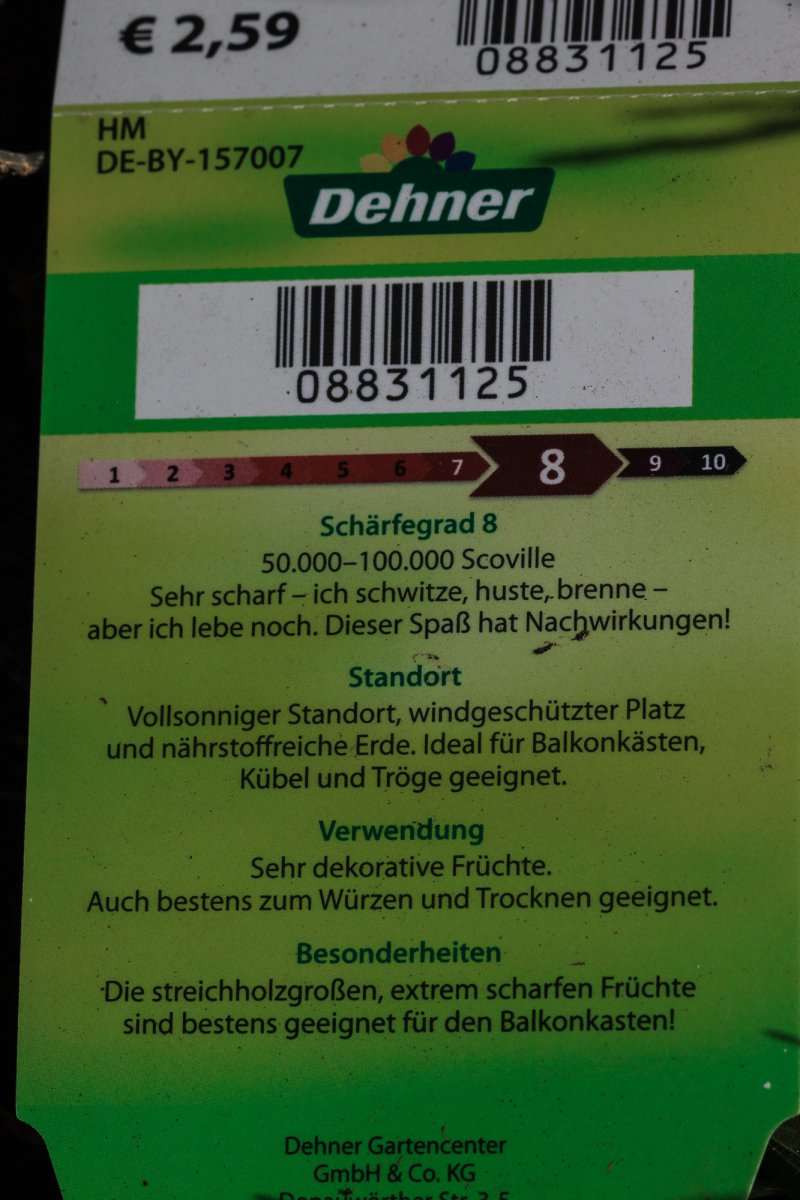 € 2,59
08831125
HM
DE-BY-157007
Dehner
08831125
1 2 3 4 5 6 7 8 9 10
Schärfegrad 8
50.000–100.000 Scoville
Sehr scharf – ich schwitze, huste, brenne –
aber ich lebe noch. Dieser Spaß hat Nachwirkungen!
Standort
Vollsonniger Standort, windgeschützter Platz
und nährstoffreiche Erde. Ideal für Balkonkästen,
Kübel und Tröge geeignet.
Verwendung
Sehr dekorative Früchte.
Auch bestens zum Würzen und Trocknen geeignet.
Besonderheiten
Die streichholzgroßen, extrem scharfen Früchte
sind bestens geeignet für den Balkonkasten!
Dehner Gartencenter
GmbH & Co. KG
Donauwörther Str. 3-5